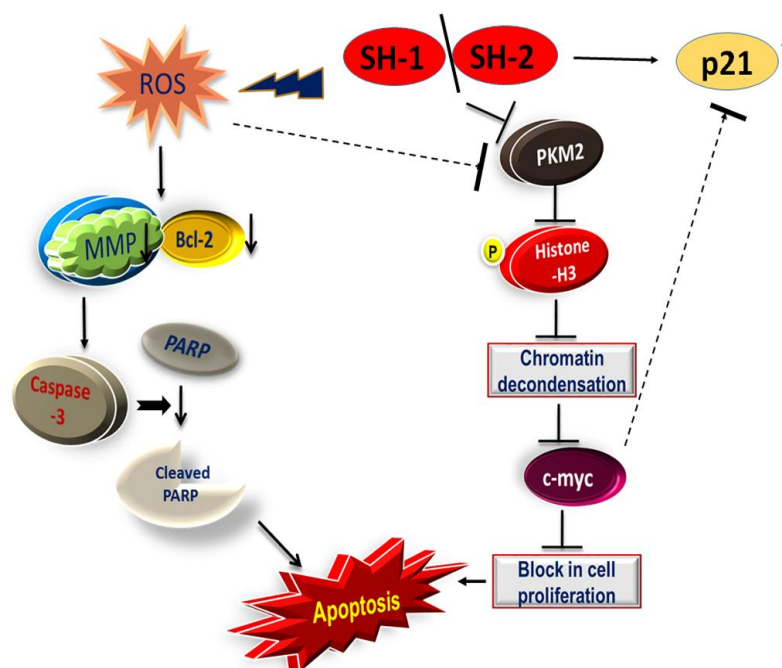 SH-1
SH-2
p21
ROS
PKM2
MMP
Bcl-2
P
Histone
-H3
PARP
Chromatin
decondensation
Caspase
-3
Cleaved
PARP
c-myc
Apoptosis
Block in cell
proliferation